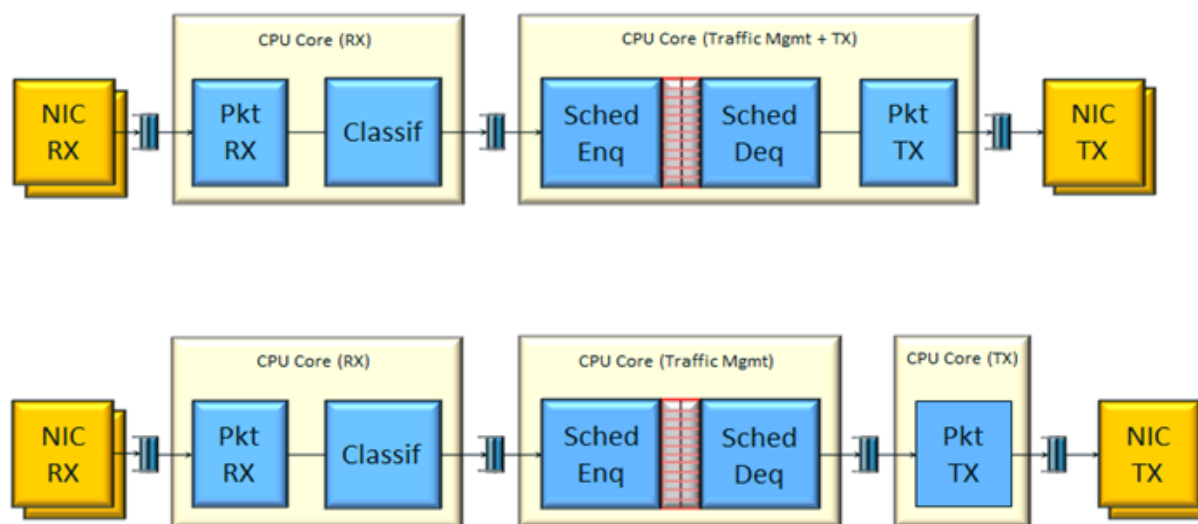 CPU Core (RX)
CPU Core (Traffic Mgmt + TX)
NIC
RX
Pkt
RX
Classif
Sched
Enq
Sched
Deq
Pkt
TX
NIC
TX
CPU Core (RX)
CPU Core (Traffic Mgmt)
CPU Core (TX)
NIC
RX
Pkt
RX
Classif
Sched
Enq
Sched
Deq
Pkt
TX
NIC
TX